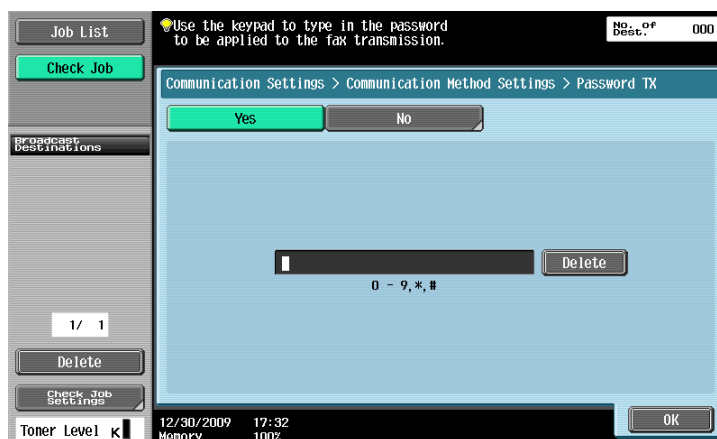 Job List
Check Job
Broadcast
Destinations
1/ 1
Delete
Check Job
Settings
Toner Level K
Use the keypad to type in the password
to be applied to the fax transmission.
No. of
Dest. 000
Communication Settings > Communication Method Settings > Password TX
Yes
No
Delete
0 - 9,*,#
12/30/2009 17:32
Memory 100%
OK